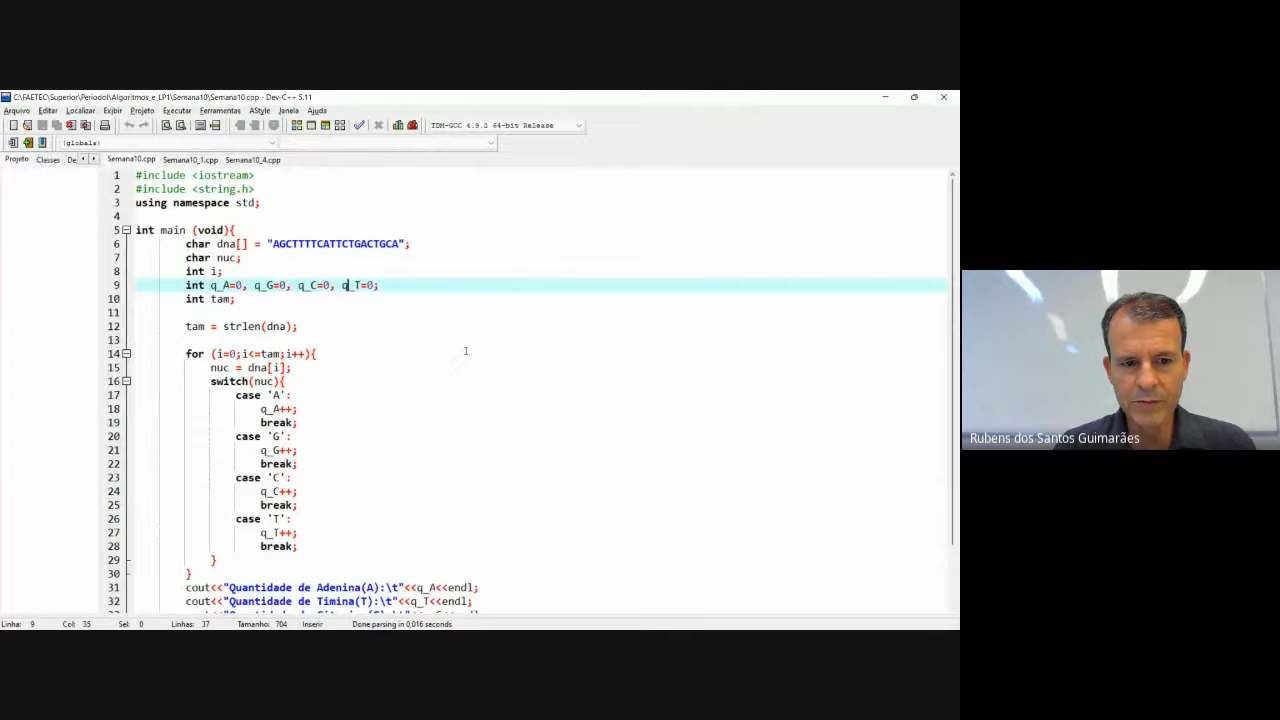 C:\FAETEC\Superior\PeriodoI\Algoritmos_e_LP1\Semana10\Semana10.cpp - Dev-C++ 5.11
Arquivo Editar Localizar Exibir Projeto Executar Ferramentas AStyle Janela Ajuda
TDM-GCC 4.9.2 64-bit Release
(globals)
Projeto Classes De Semana10.cpp Semana10_1.cpp Semana10_4.cpp
1 #include <iostream>
2 #include <string.h>
3 using namespace std;
4
5 int main (void){
6 char dna[] = "AGCTTTTCATTCTGACTGCA";
7 char nuc;
8 int i;
9 int q_A=0, q_G=0, q_C=0, q_T=0;
10 int tam;
11
12 tam = strlen(dna);
13
14 for (i=0;i<=tam;i++){
15 nuc = dna[i];
16 switch(nuc){
17 case 'A':
18 q_A++;
19 break;
20 case 'G':
21 q_G++;
22 break;
23 case 'C':
24 q_C++;
25 break;
26 case 'T':
27 q_T++;
28 break;
29 }
30 }
31 cout<<"Quantidade de Adenina(A):\t"<<q_A<<endl;
32 cout<<"Quantidade de Timina(T):\t"<<q_T<<endl;
Linha: 9 Col: 35 Sel: 0 Linhas: 37 Tamanho: 704 Inserir Done parsing in 0,016 seconds
Rubens dos Santos Guimarães